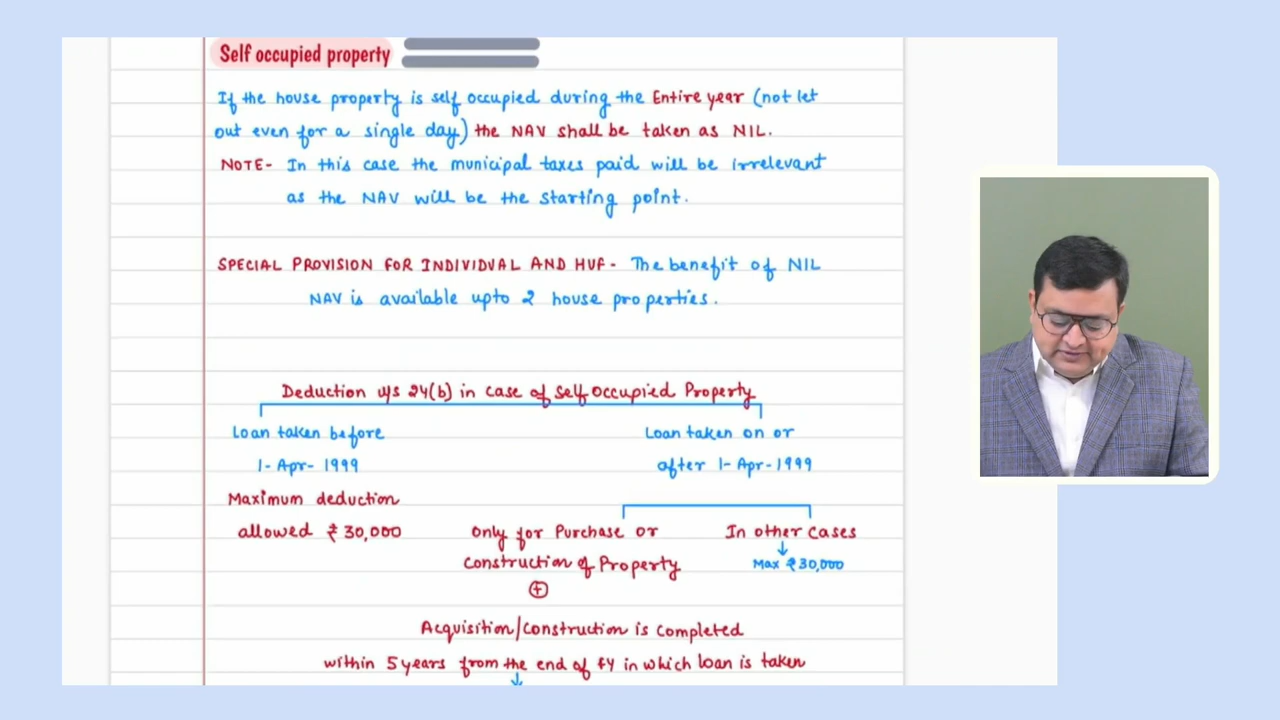 Self occupied property
If the house property is self occupied during the Entire year (not let
out even for a single day) the NAV shall be taken as NIL.
NOTE- In this case the municipal taxes paid will be irrelevant
as the NAV will be the starting point.
SPECIAL PROVISION FOR INDIVIDUAL AND HUF- The benefit of NIL
NAV is available upto 2 house properties.
Deduction u/s 24(b) in case of Self Occupied Property
Loan taken before
1-Apr-1999
Maximum deduction
allowed ₹30,000
Loan taken on or
after 1-Apr-1999
Only for Purchase or
Construction of Property
+
In other cases
Max ₹30,000
Acquisition/Construction is completed
within 5 years from the end of FY in which loan is taken